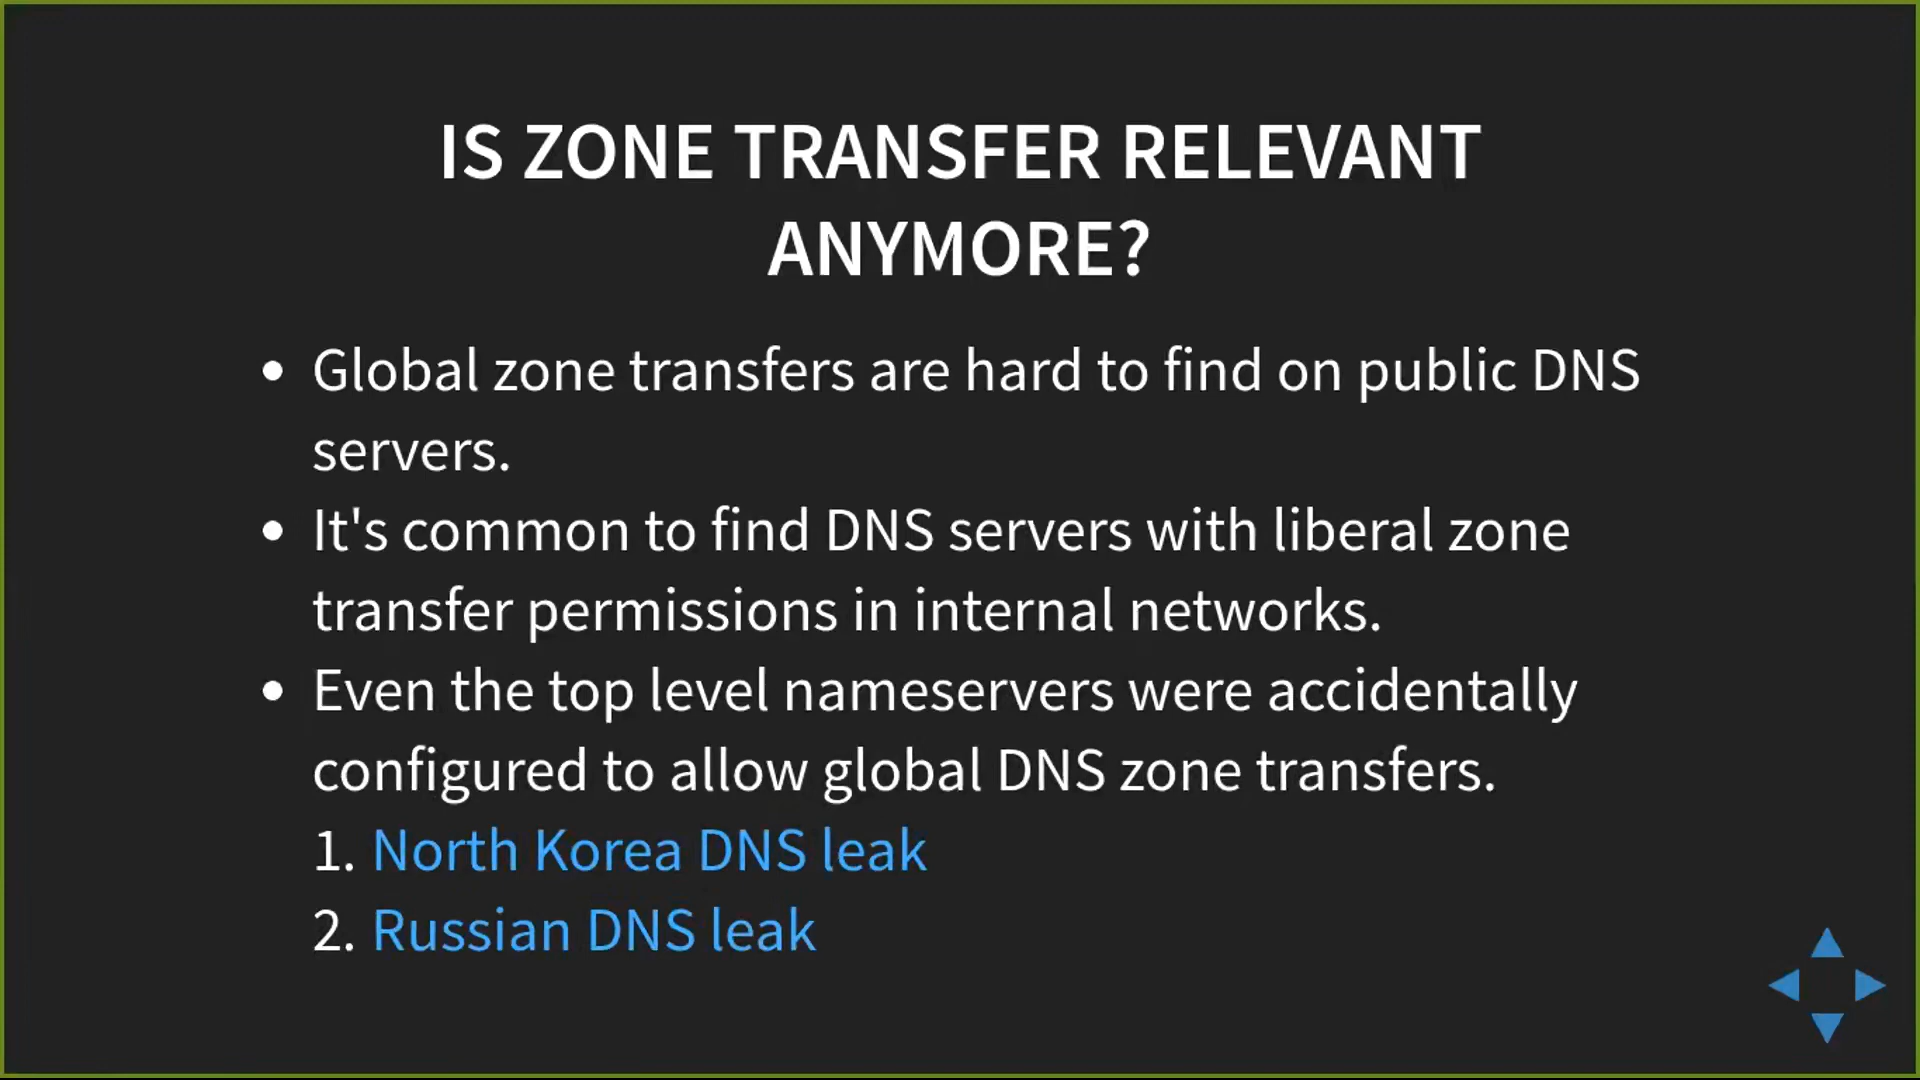 IS ZONE TRANSFER RELEVANT
ANYMORE?
• Global zone transfers are hard to find on public DNS
servers.
• It's common to find DNS servers with liberal zone
transfer permissions in internal networks.
• Even the top level nameservers were accidentally
configured to allow global DNS zone transfers.
1. North Korea DNS leak
2. Russian DNS leak